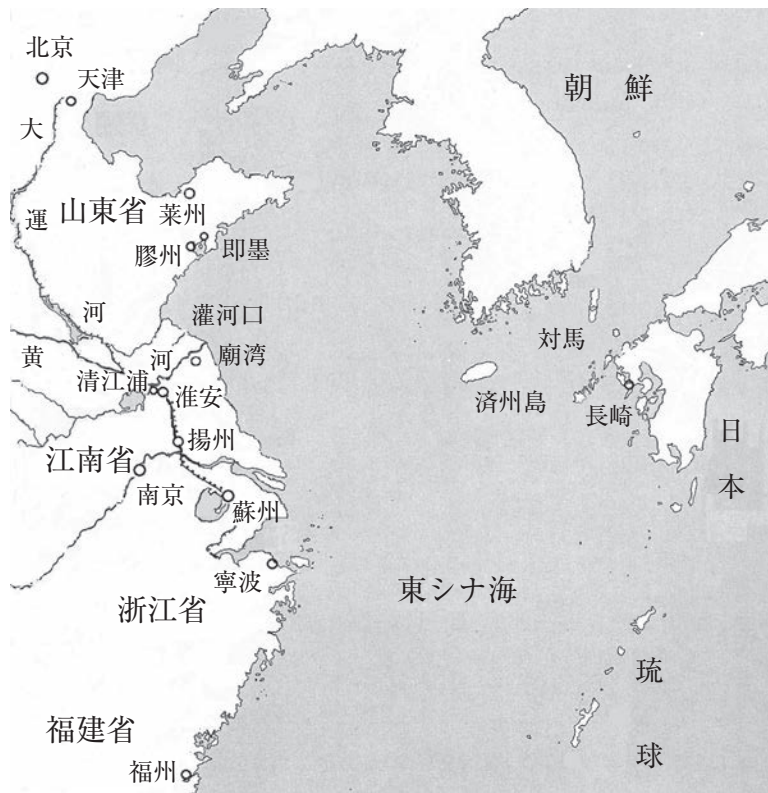 北京
天津
大
運
河
山東省
莱州
膠州
即墨
灌河口
黄
河
廟湾
清江浦
淮安
揚州
江南省
南京
蘇州
寧波
浙江省
福建省
福州
朝 鮮
対馬
済州島
長崎
日
本
東シナ海
琉
球